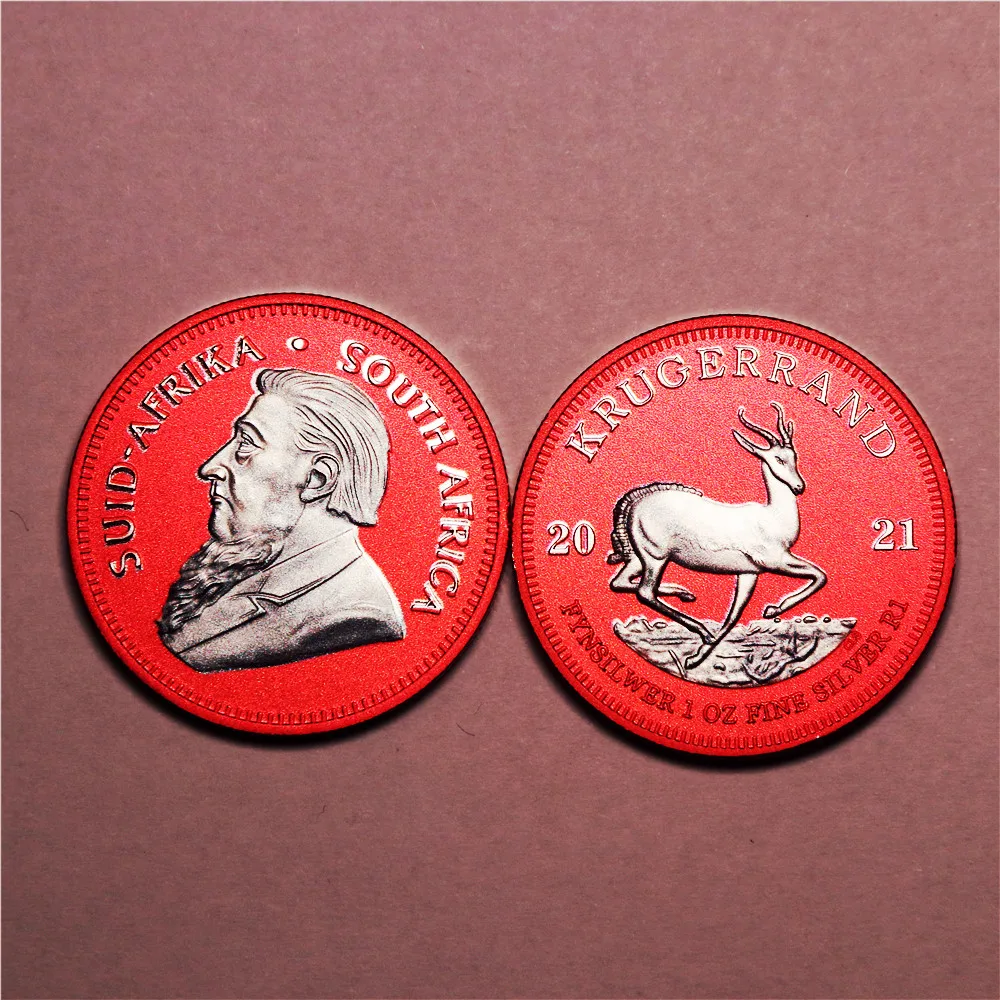 SUID-AFRIKA • SOUTH AFRICA
KRUGERRAND
20 21
FYNSILWER 1 OZ FINE SILVER R1